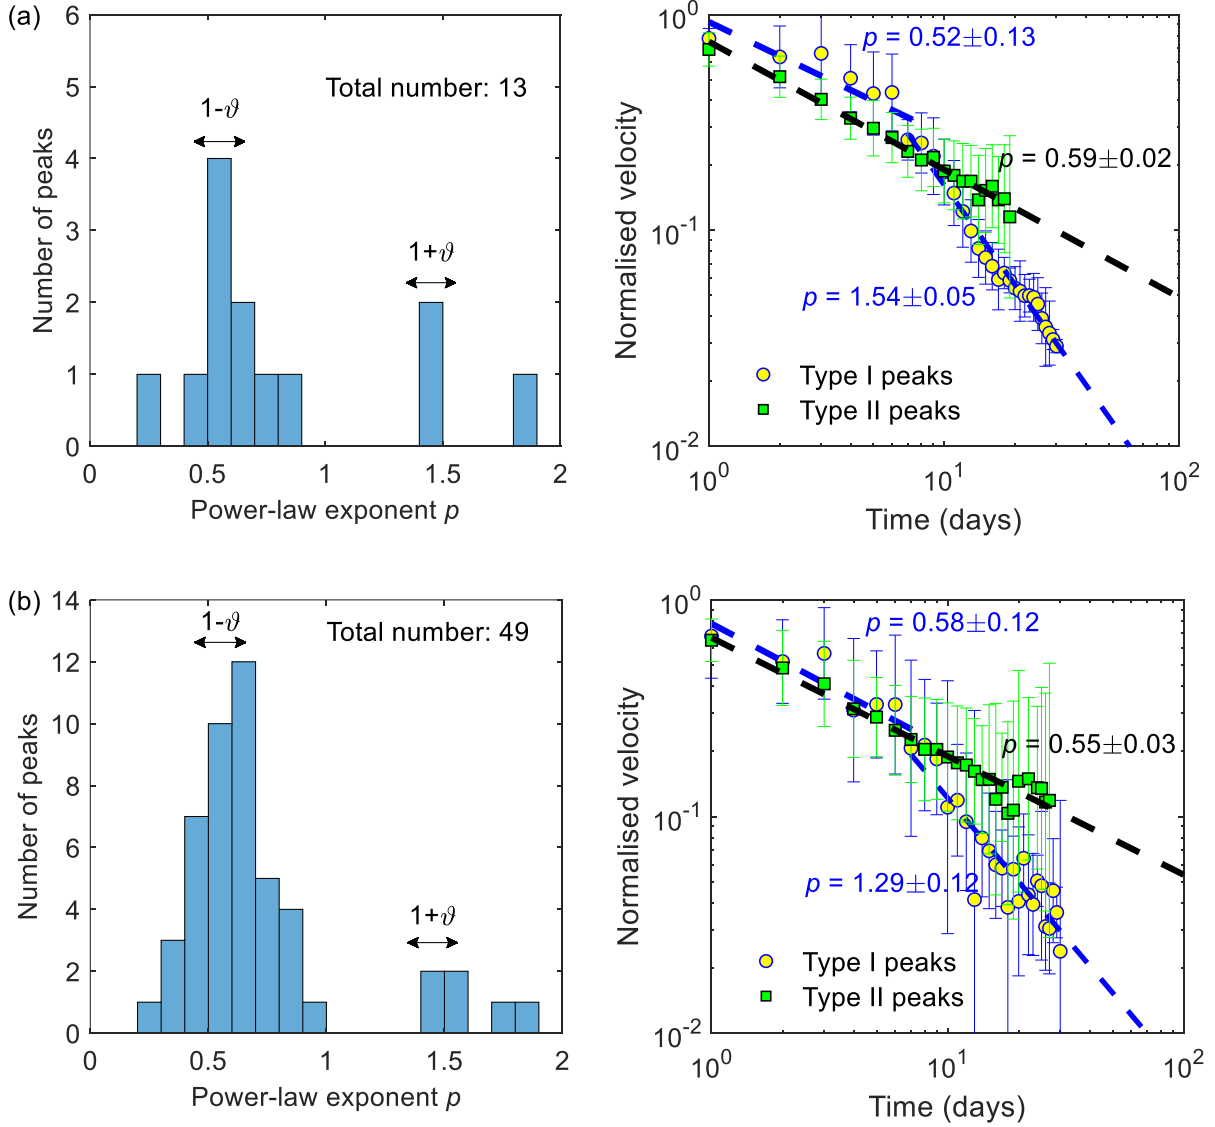 (a)
Total number: 13
1-ϑ
1+ϑ
Number of peaks
0
1
2
3
4
5
6
0
0.5
1
1.5
2
Power-law exponent p
p = 0.52±0.13
p = 0.59±0.02
p = 1.54±0.05
Type I peaks
Type II peaks
Normalised velocity
10^0
10^-1
10^-2
10^0
10^1
10^2
Time (days)
(b)
Total number: 49
1-ϑ
1+ϑ
Number of peaks
0
2
4
6
8
10
12
14
0
0.5
1
1.5
2
Power-law exponent p
p = 0.58±0.12
p = 0.55±0.03
p = 1.29±0.12
Type I peaks
Type II peaks
Normalised velocity
10^0
10^-1
10^-2
10^0
10^1
10^2
Time (days)